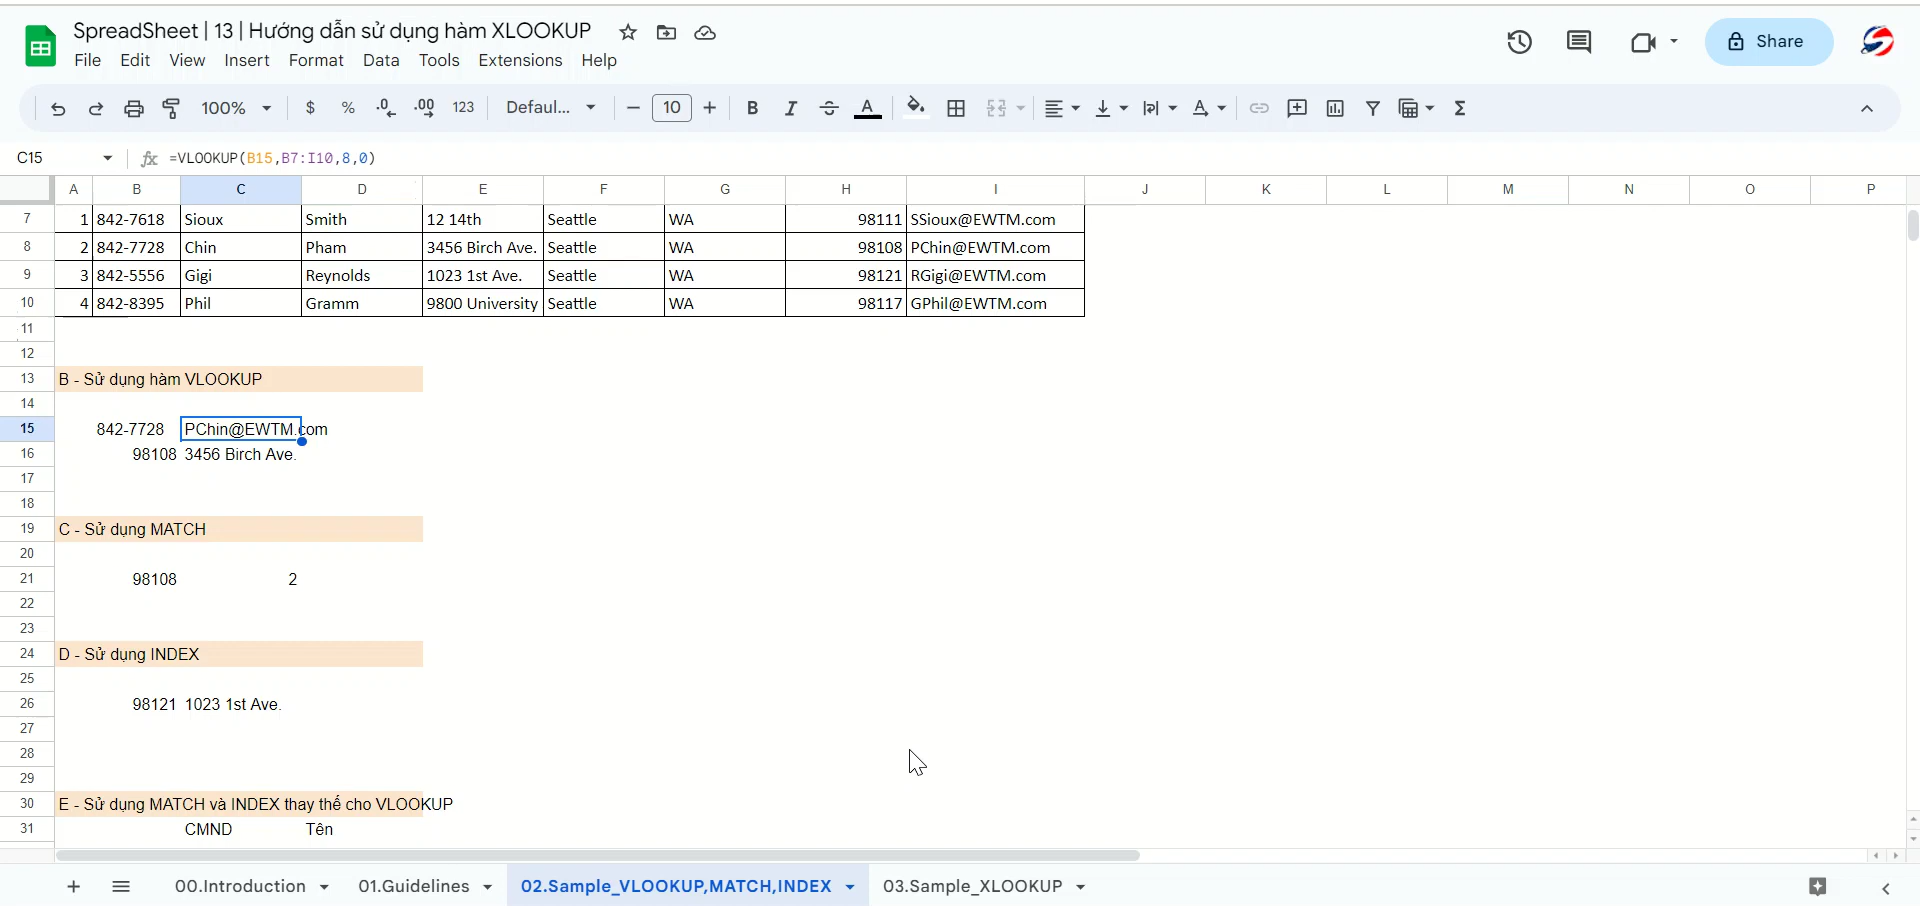 SpreadSheet | 13 | Hướng dẫn sử dụng hàm XLOOKUP
File Edit View Insert Format Data Tools Extensions Help
Share
100% $ % .0 .00 123 Defaul... 10 B I A A Σ
C15 fx =VLOOKUP(B15,B7:I10,8,0)
A B C D E F G H I J K L M N O P
7 1 842-7618 Sioux Smith 12 14th Seattle WA 98111 SSioux@EWTM.com
8 2 842-7728 Chin Pham 3456 Birch Ave. Seattle WA 98108 PChin@EWTM.com
9 3 842-5556 Gigi Reynolds 1023 1st Ave. Seattle WA 98121 RGigi@EWTM.com
10 4 842-8395 Phil Gramm 9800 University Seattle WA 98117 GPhil@EWTM.com
11
12
13 B - Sử dụng hàm VLOOKUP
14
15 842-7728 PChin@EWTM.com
16 98108 3456 Birch Ave.
17
18
19 C - Sử dụng MATCH
20
21 98108 2
22
23
24 D - Sử dụng INDEX
25
26 98121 1023 1st Ave.
27
28
29
30 E - Sử dụng MATCH và INDEX thay thế cho VLOOKUP
31 CMND Tên
00.Introduction 01.Guidelines 02.Sample_VLOOKUP,MATCH,INDEX 03.Sample_XLOOKUP